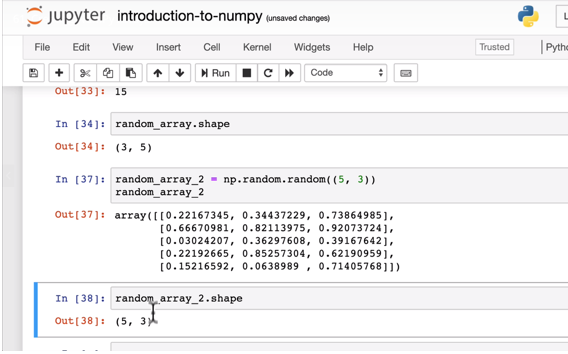 jupyter introduction-to-numpy (unsaved changes)
File Edit View Insert Cell Kernel Widgets Help Trusted
Run Code
Out[33]: 15
In [34]: random_array.shape
Out[34]: (3, 5)
In [37]: random_array_2 = np.random.random((5, 3))
random_array_2
Out[37]: array([[0.22167345, 0.34437229, 0.73864985],
[0.66670981, 0.82113975, 0.92073724],
[0.03024207, 0.36297608, 0.39167642],
[0.22192665, 0.85257304, 0.62190959],
[0.15216592, 0.0638989 , 0.71405768]])
In [38]: random_array_2.shape
Out[38]: (5, 3)